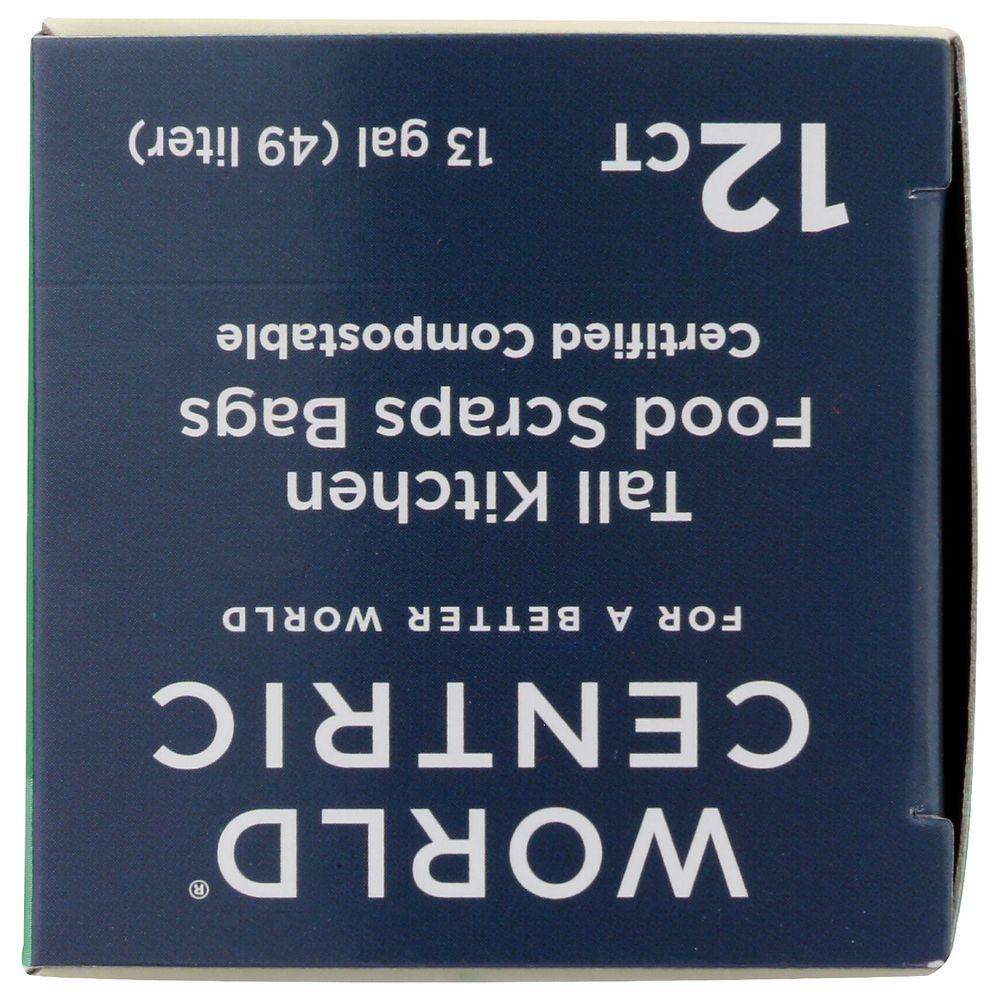 WORLD®
CENTRIC
FOR A BETTER WORLD
Tall Kitchen
Food Scraps Bags
Certified Compostable
12CT 13 gal (49 liter)